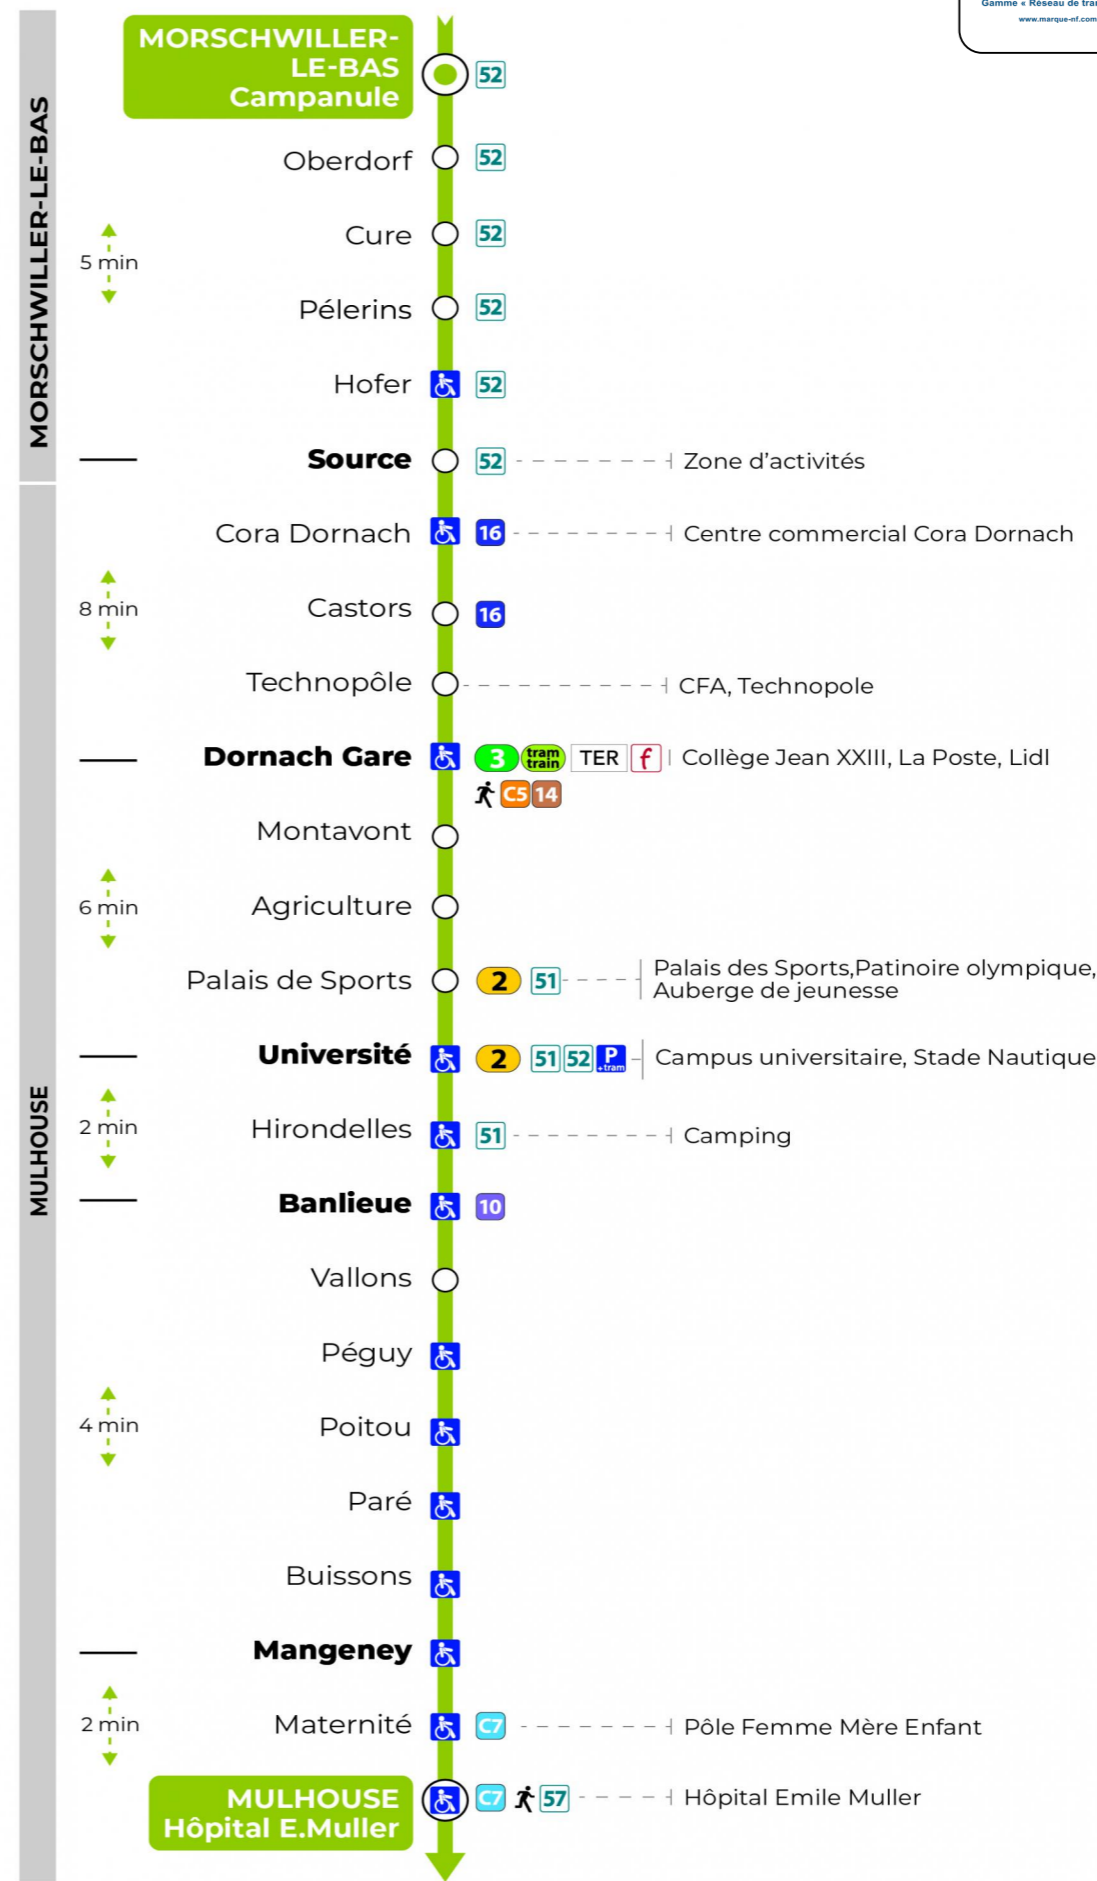 Gamme « Réseau de
www.marque-nf.com
MORSCHWILLER-LE-BAS
MORSCHWILLER-
LE-BAS
Campanule
52
Oberdorf
52
Cure
52
5 min
Pélerins
52
Hofer
52
Source
52
Zone d'activités
MULHOUSE
Cora Dornach
16
Centre commercial Cora Dornach
8 min
Castors
16
Technopôle
CFA, Technopole
Dornach Gare
3
tram
train
TER
f
Collège Jean XXIII, La Poste, Lidl
C5 14
Montavont
6 min
Agriculture
Palais de Sports
2
51
Palais des Sports,Patinoire olympique,
Auberge de jeunesse
Université
2
51 52
P
+tram
Campus universitaire, Stade Nautique
2 min
Hirondelles
51
Camping
Banlieue
10
Vallons
Péguy
4 min
Poitou
Paré
Buissons
Mangeney
2 min
Maternité
C7
Pôle Femme Mère Enfant
MULHOUSE
Hôpital E.Muller
C7
57
Hôpital Emile Muller